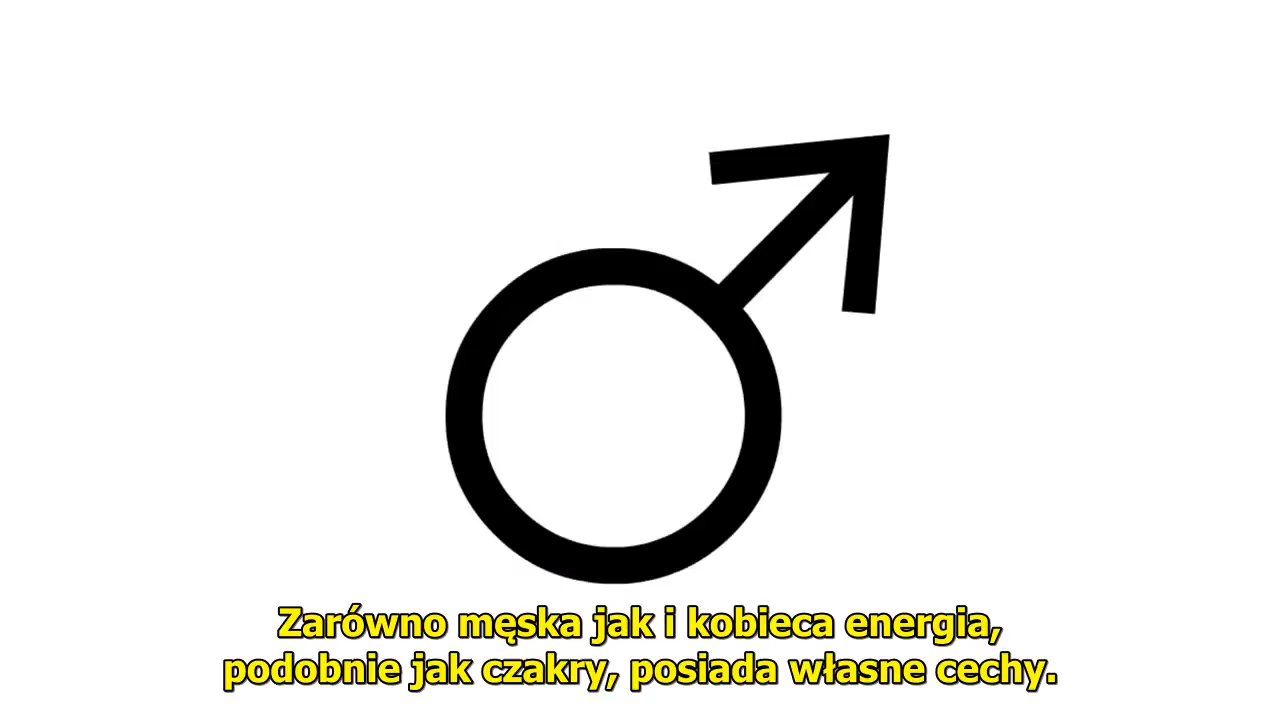 Zarówno męska jak i kobieca energia,
podobnie jak czakry, posiada własne cechy.